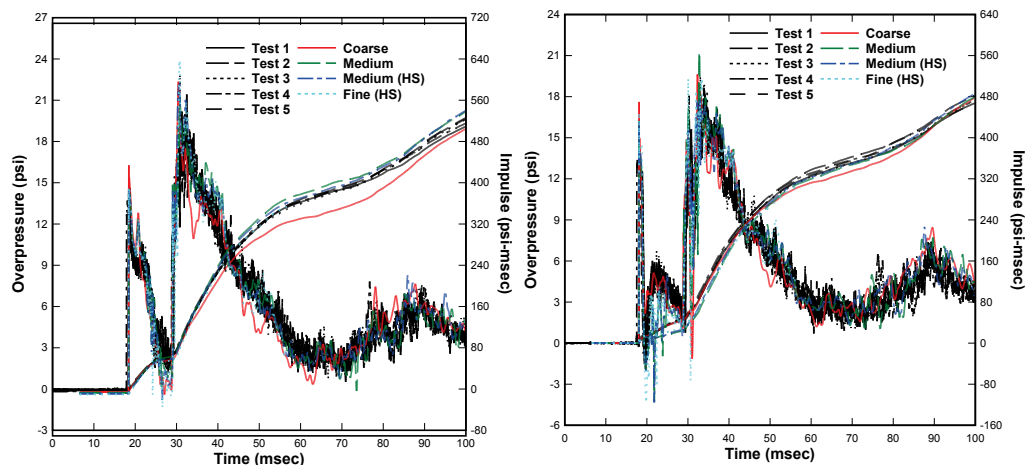 27
24
21
18
15
12
9
6
3
0
-3
Overpressure (psi)
Test 1
Test 2
Test 3
Test 4
Test 5
Coarse
Medium
Medium (HS)
Fine (HS)
720
640
560
480
400
320
240
160
80
0
-80
Impulse (psi-msec)
0 10 20 30 40 50 60 70 80 90 100
Time (msec)
24
21
18
15
12
9
6
3
0
-3
-6
Overpressure (psi)
Test 1
Test 2
Test 3
Test 4
Test 5
Coarse
Medium
Medium (HS)
Fine (HS)
640
560
480
400
320
240
160
80
0
-80
-160
Impulse (psi-msec)
0 10 20 30 40 50 60 70 80 90 100
Time (msec)